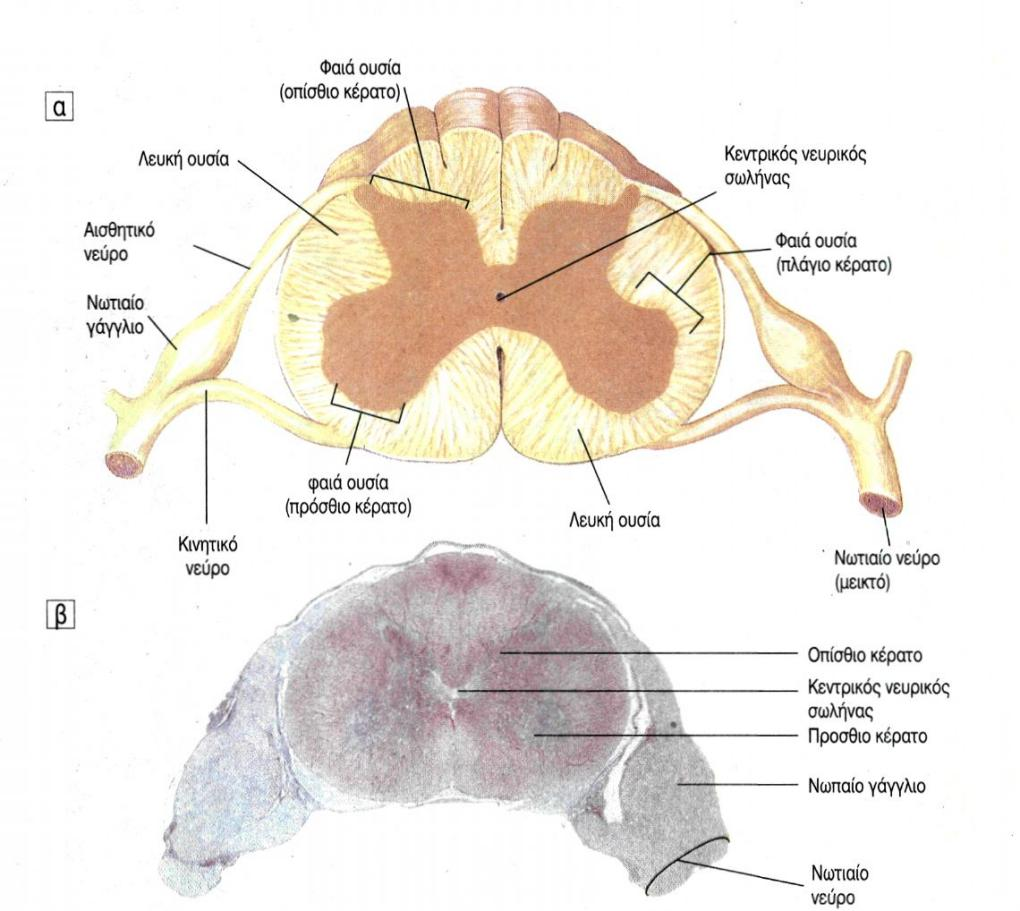 α
Φαιά ουσία
(οπίσθιο κέρατο)
Λευκή ουσία
Κεντρικός νευρικός
σωλήνας
Αισθητικό
νεύρο
Φαιά ουσία
(πλάγιο κέρατο)
Νωτιαίο
γάγγλιο
φαιά ουσία
(πρόσθιο κέρατο)
Λευκή ουσία
Κινητικό
νεύρο
Νωτιαίο νεύρο
(μεικτό)
β
Οπίσθιο κέρατο
Κεντρικός νευρικός
σωλήνας
Προσθιο κέρατο
Νωπαίο γάγγλιο
Νωτιαίο
νεύρο